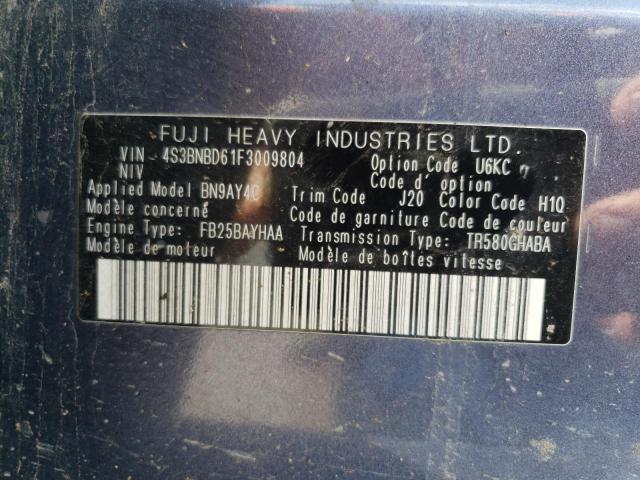 FUJI HEAVY INDUSTRIES LTD.
VIN 4S3BNBD61F3009804 Option Code U6KC
NIV Code d' option
Applied Model BN9AY4C Trim Code J20 Color Code H1Q
Modèle concerné Code de garniture Code de couleur
Engine Type: FB25BAYHAA Transmission Type: TR580GHABA
Modèle de moteur Modèle de boîtes vitesse